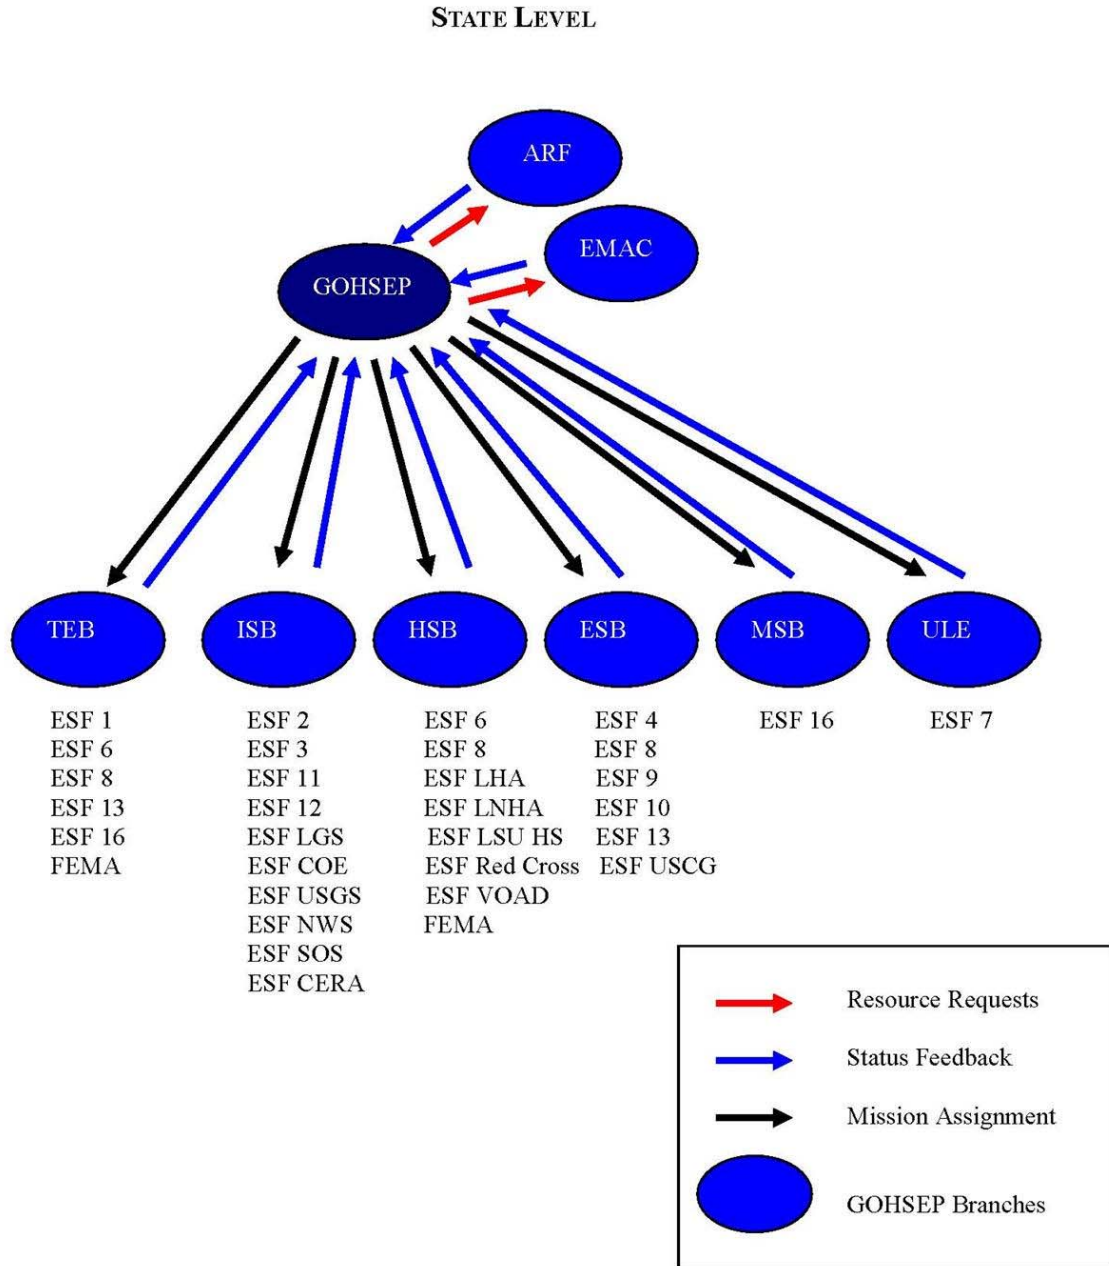 STATE LEVEL
ARF
EMAC
GOHSEP
TEB
ISB
HSB
ESB
MSB
ULE
ESF 1
ESF 6
ESF 8
ESF 13
ESF 16
FEMA
ESF 2
ESF 3
ESF 11
ESF 12
ESF LGS
ESF COE
ESF USGS
ESF NWS
ESF SOS
ESF CERA
ESF 6
ESF 8
ESF LHA
ESF LNHA
ESF LSU HS
ESF Red Cross
ESF VOAD
FEMA
ESF 4
ESF 8
ESF 9
ESF 10
ESF 13
ESF USCG
ESF 16
ESF 7
Resource Requests
Status Feedback
Mission Assignment
GOHSEP Branches